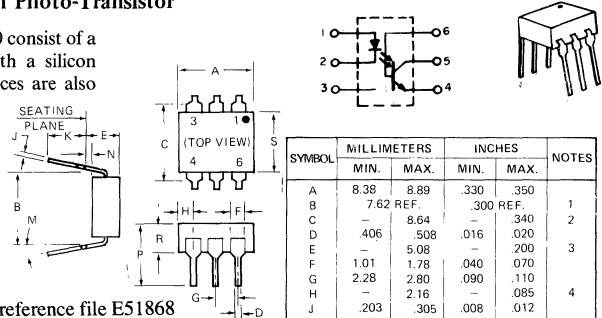 n Photo-Transistor
) consist of a
th a silicon
ces are also
1
2
3
6
5
4
SEATING
PLANE
J
K
E
N
B
M
A
3 1
(TOP VIEW)
4 6
C
S
H
F
R
P
G
D
reference file E51868
SYMBOL MILLIMETERS INCHES NOTES
MIN. MAX. MIN. MAX.
A 8.38 8.89 .330 .350
B 7.62 REF. .300 REF. 1
C – 8.64 – .340 2
D .406 .508 .016 .020
E – 5.08 – .200 3
F 1.01 1.78 .040 .070
G 2.28 2.80 .090 .110
H – 2.16 – .085 4
J .203 .305 .008 .012